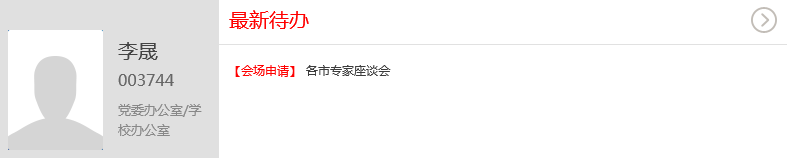 李晟
003744
党委办公室/学
校办公室
最新待办
【会场申请】 各市专家座谈会